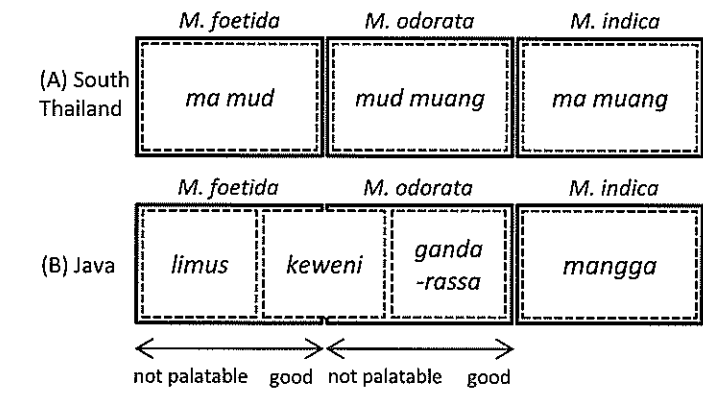 M. foetida M. odorata M. indica
(A) South
Thailand
ma mud mud muang ma muang
M. foetida M. odorata M. indica
(B) Java
limus keweni ganda
-rassa mangga
not palatable good not palatable good